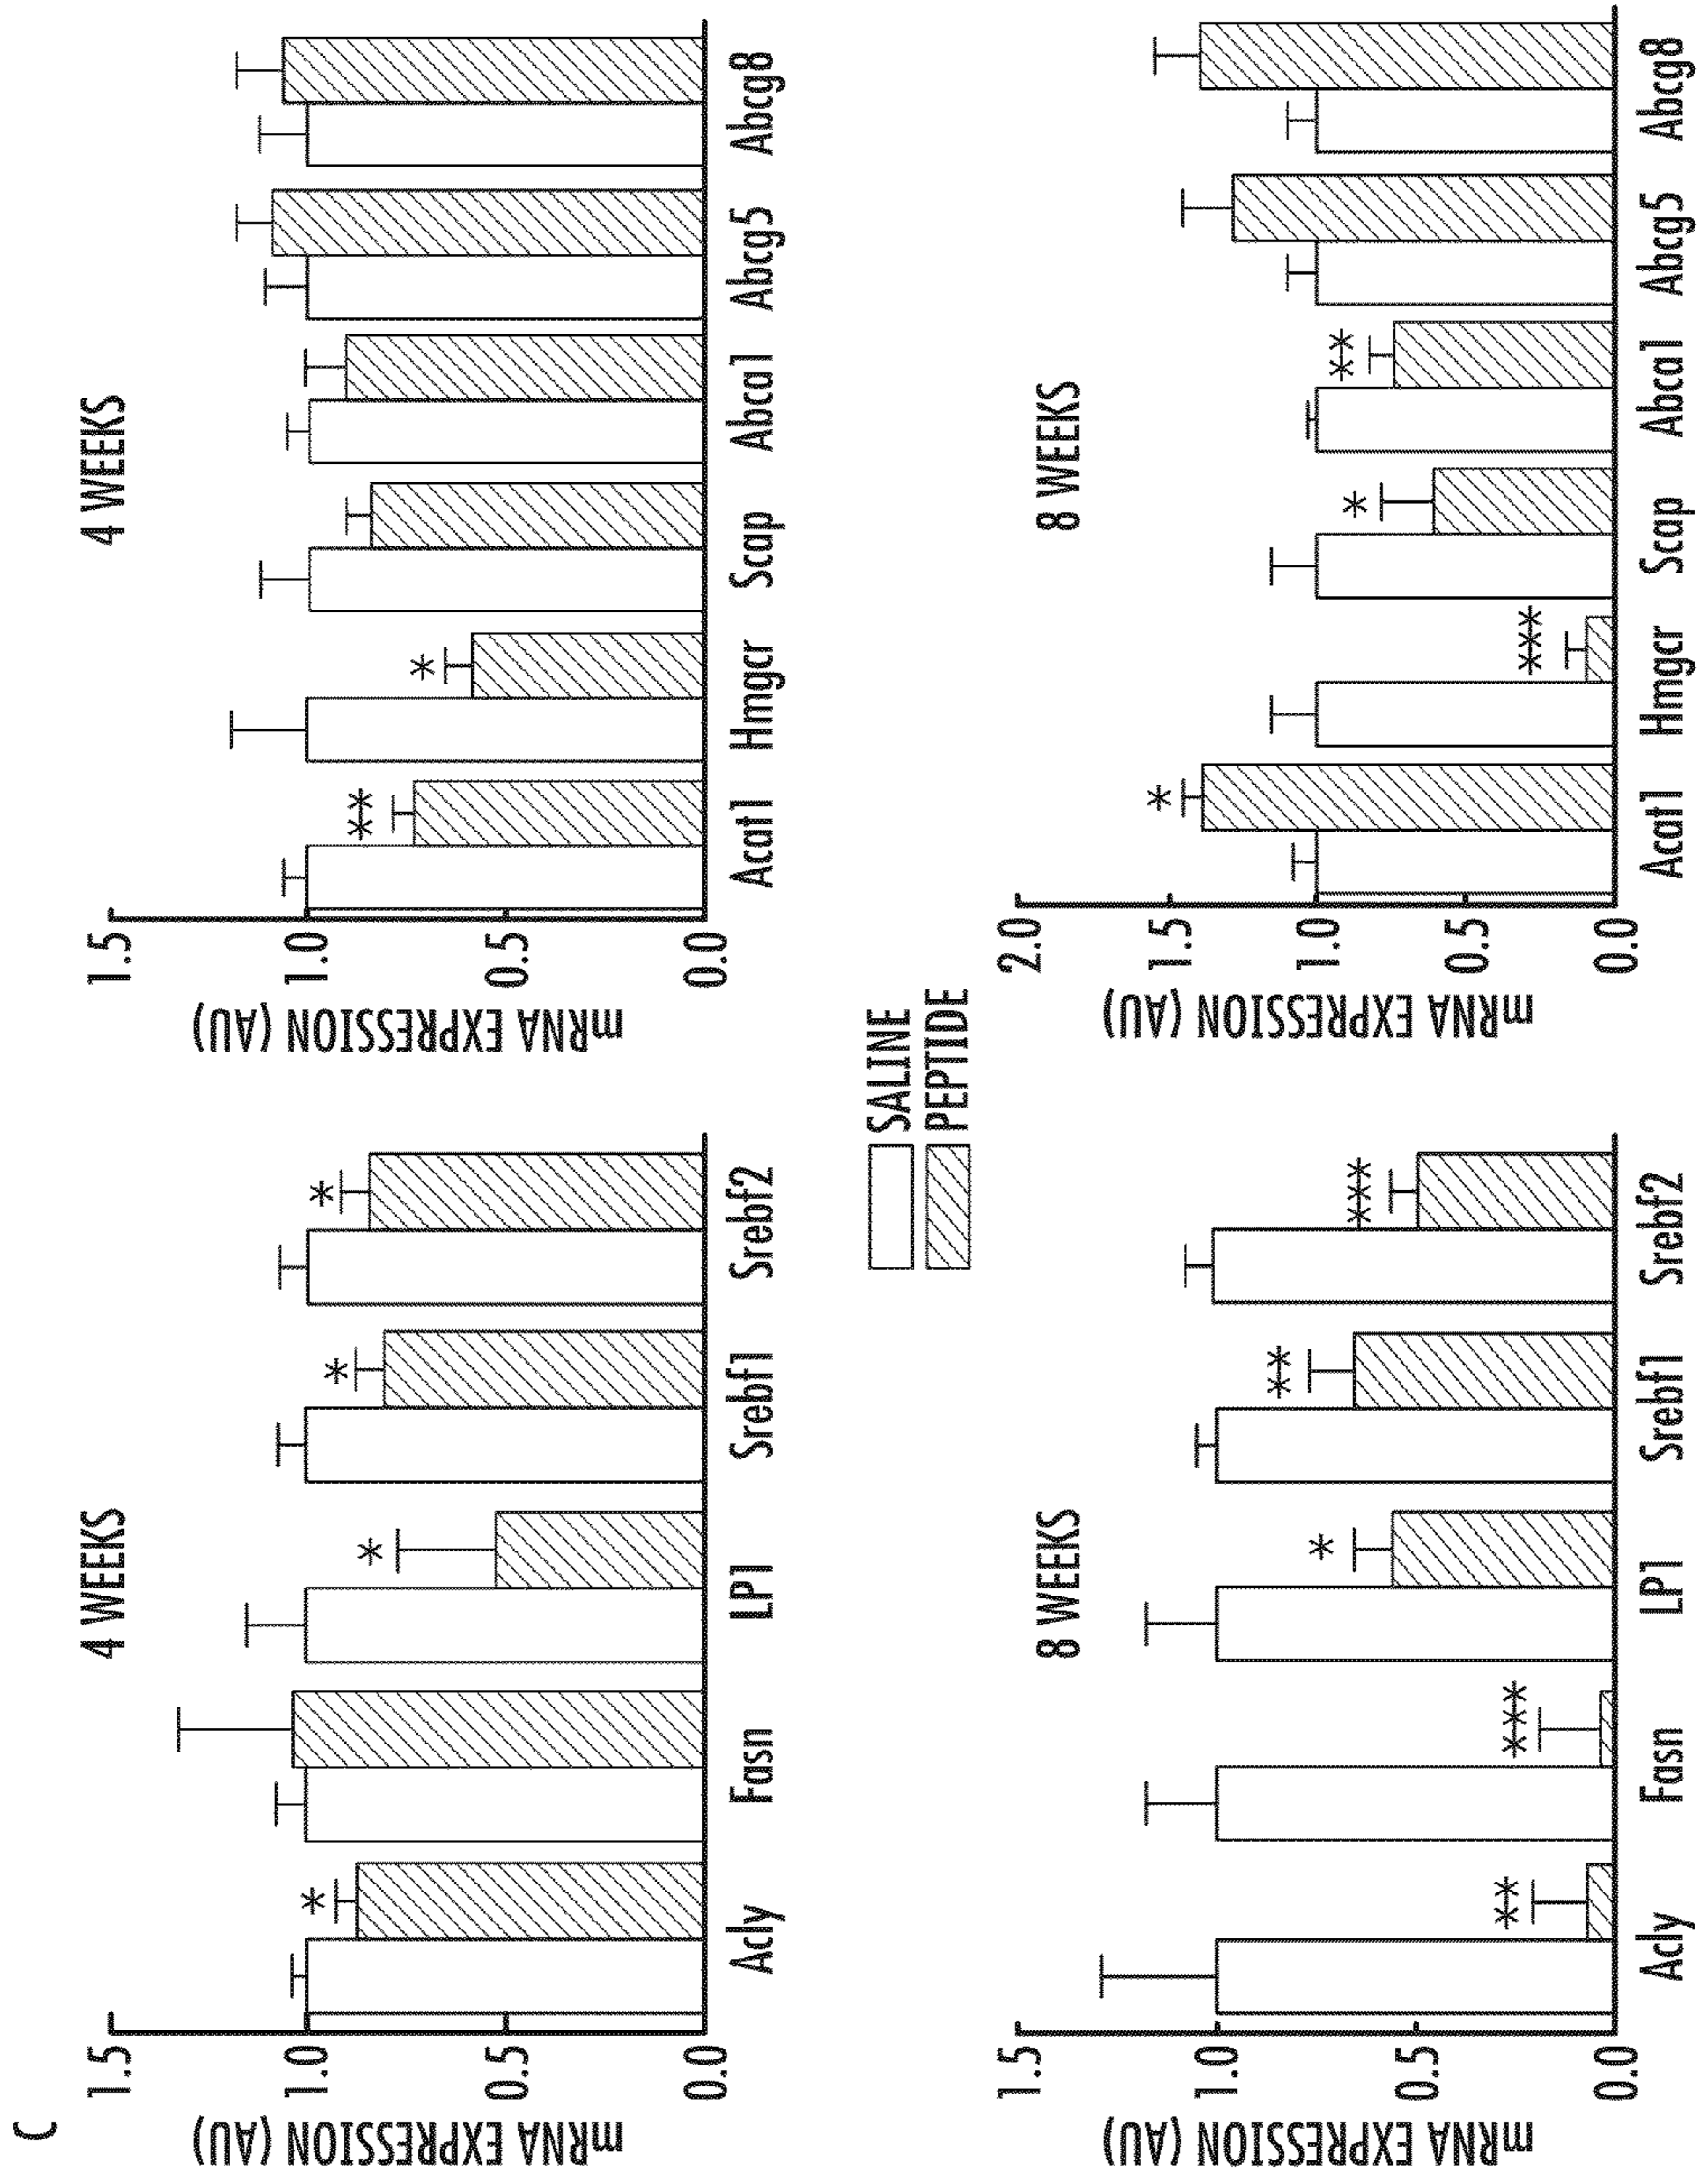 C
4 WEEKS
mRNA EXPRESSION (AU)
1.5
1.0
0.5
0.0
*
*
*
*
Acly
Fasn
LP1
Srebf1
Srebf2
4 WEEKS
mRNA EXPRESSION (AU)
1.5
1.0
0.5
0.0
**
*
Acat1
Hmgcr
Scap
Abca1
Abcg5
Abcg8
SALINE
PEPTIDE
8 WEEKS
mRNA EXPRESSION (AU)
1.5
1.0
0.5
0.0
**
***
*
**
***
Acly
Fasn
LP1
Srebf1
Srebf2
8 WEEKS
mRNA EXPRESSION (AU)
2.0
1.5
1.0
0.5
0.0
*
***
*
**
Acat1
Hmgcr
Scap
Abca1
Abcg5
Abcg8